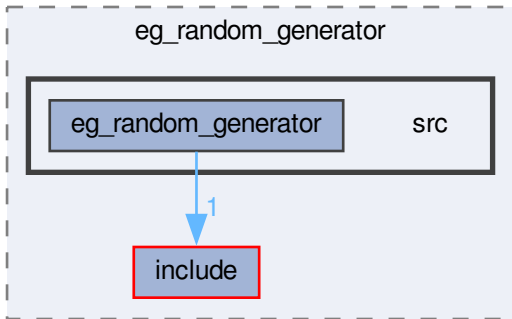 eg_random_generator
eg_random_generator
src
1
include